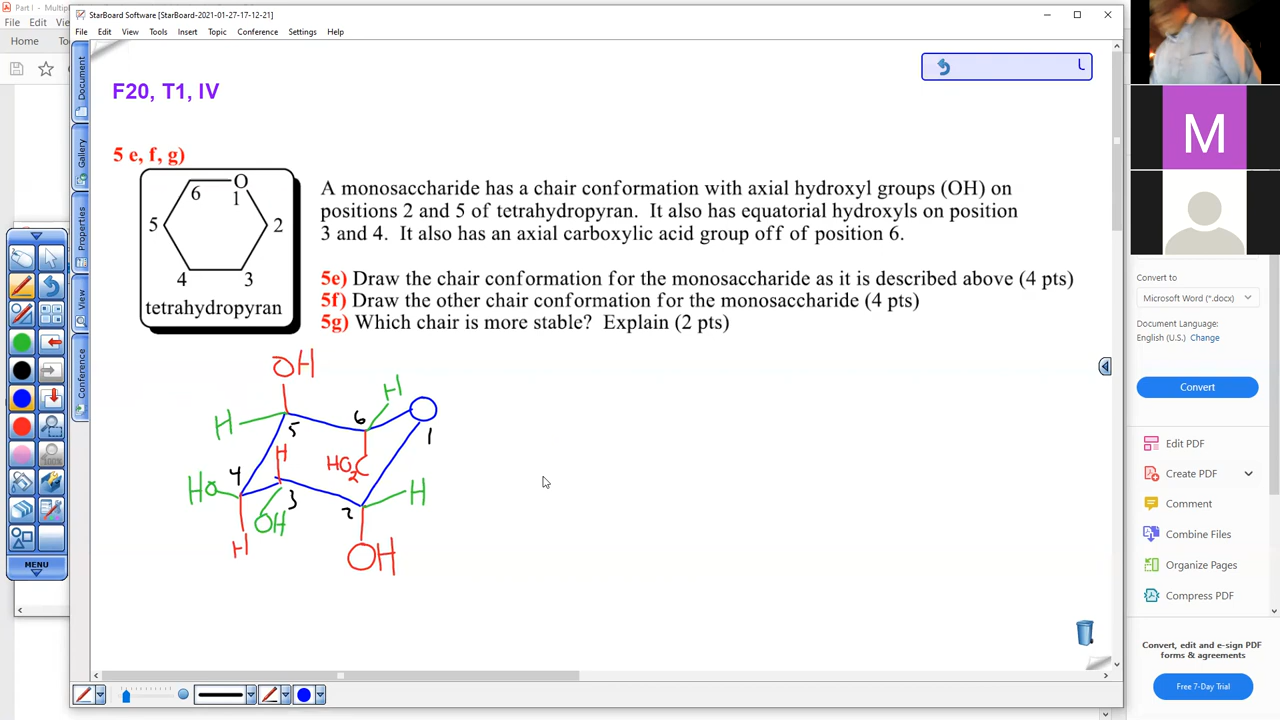 Part I - Multip
File Edit View
Home
StarBoard Software [StarBoard-2021-01-27-17-12-21]
File Edit View Tools Insert Topic Conference Settings Help
Document
Gallery
Properties
View
Conference
MENU
F20, T1, IV
5 e, f, g)
O
6 1
5 2
4 3
tetrahydropyran
A monosaccharide has a chair conformation with axial hydroxyl groups (OH) on
positions 2 and 5 of tetrahydropyran. It also has equatorial hydroxyls on position
3 and 4. It also has an axial carboxylic acid group off of position 6.
5e) Draw the chair conformation for the monosaccharide as it is described above (4 pts)
5f) Draw the other chair conformation for the monosaccharide (4 pts)
5g) Which chair is more stable? Explain (2 pts)
OH
H
H 6 O
5 1
H HO2C
4
HO H
3 2
OH
H OH
M
Convert to
Microsoft Word (*.docx)
Document Language:
English (U.S.) Change
Convert
Edit PDF
Create PDF
Comment
Combine Files
Organize Pages
Compress PDF
Convert, edit and e-sign PDF
forms & agreements
Free 7-Day Trial